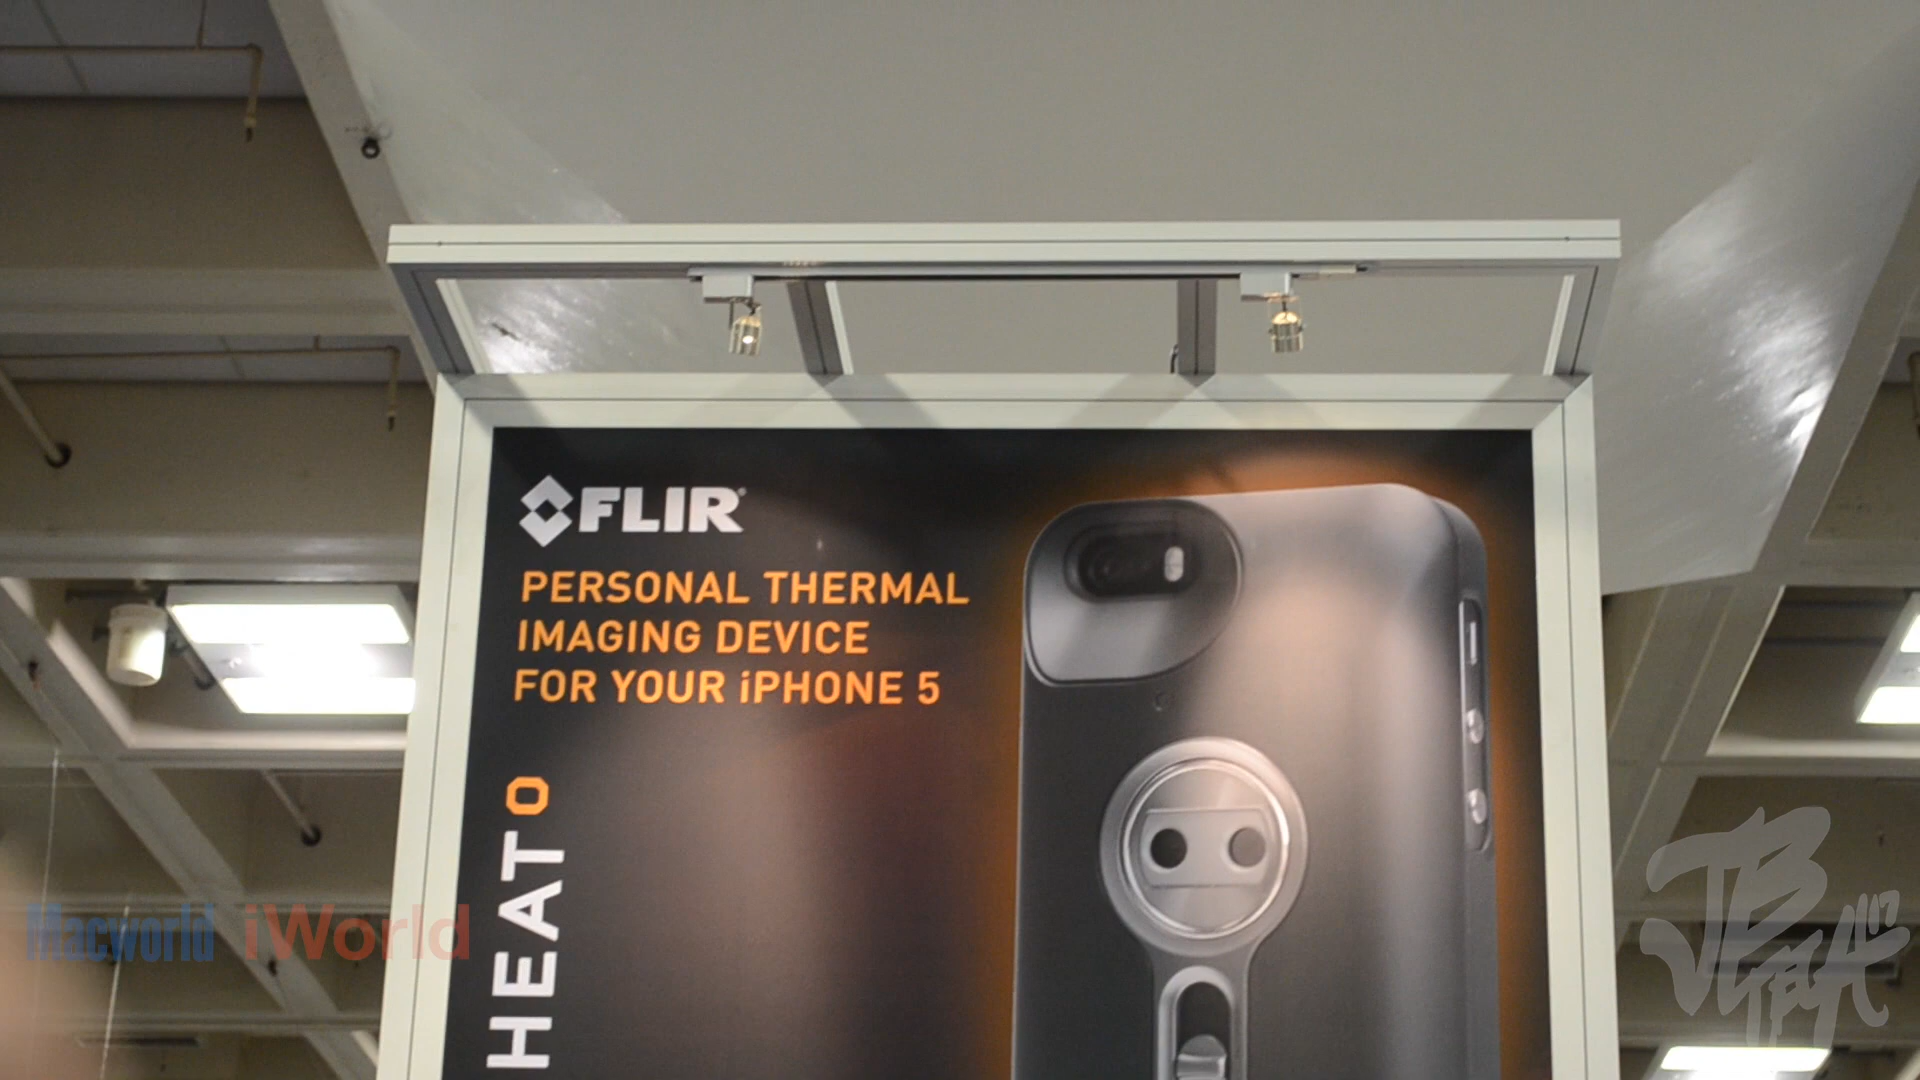 FLIR®
PERSONAL THERMAL
IMAGING DEVICE
FOR YOUR iPHONE 5
HEAT
Macworld iWorld